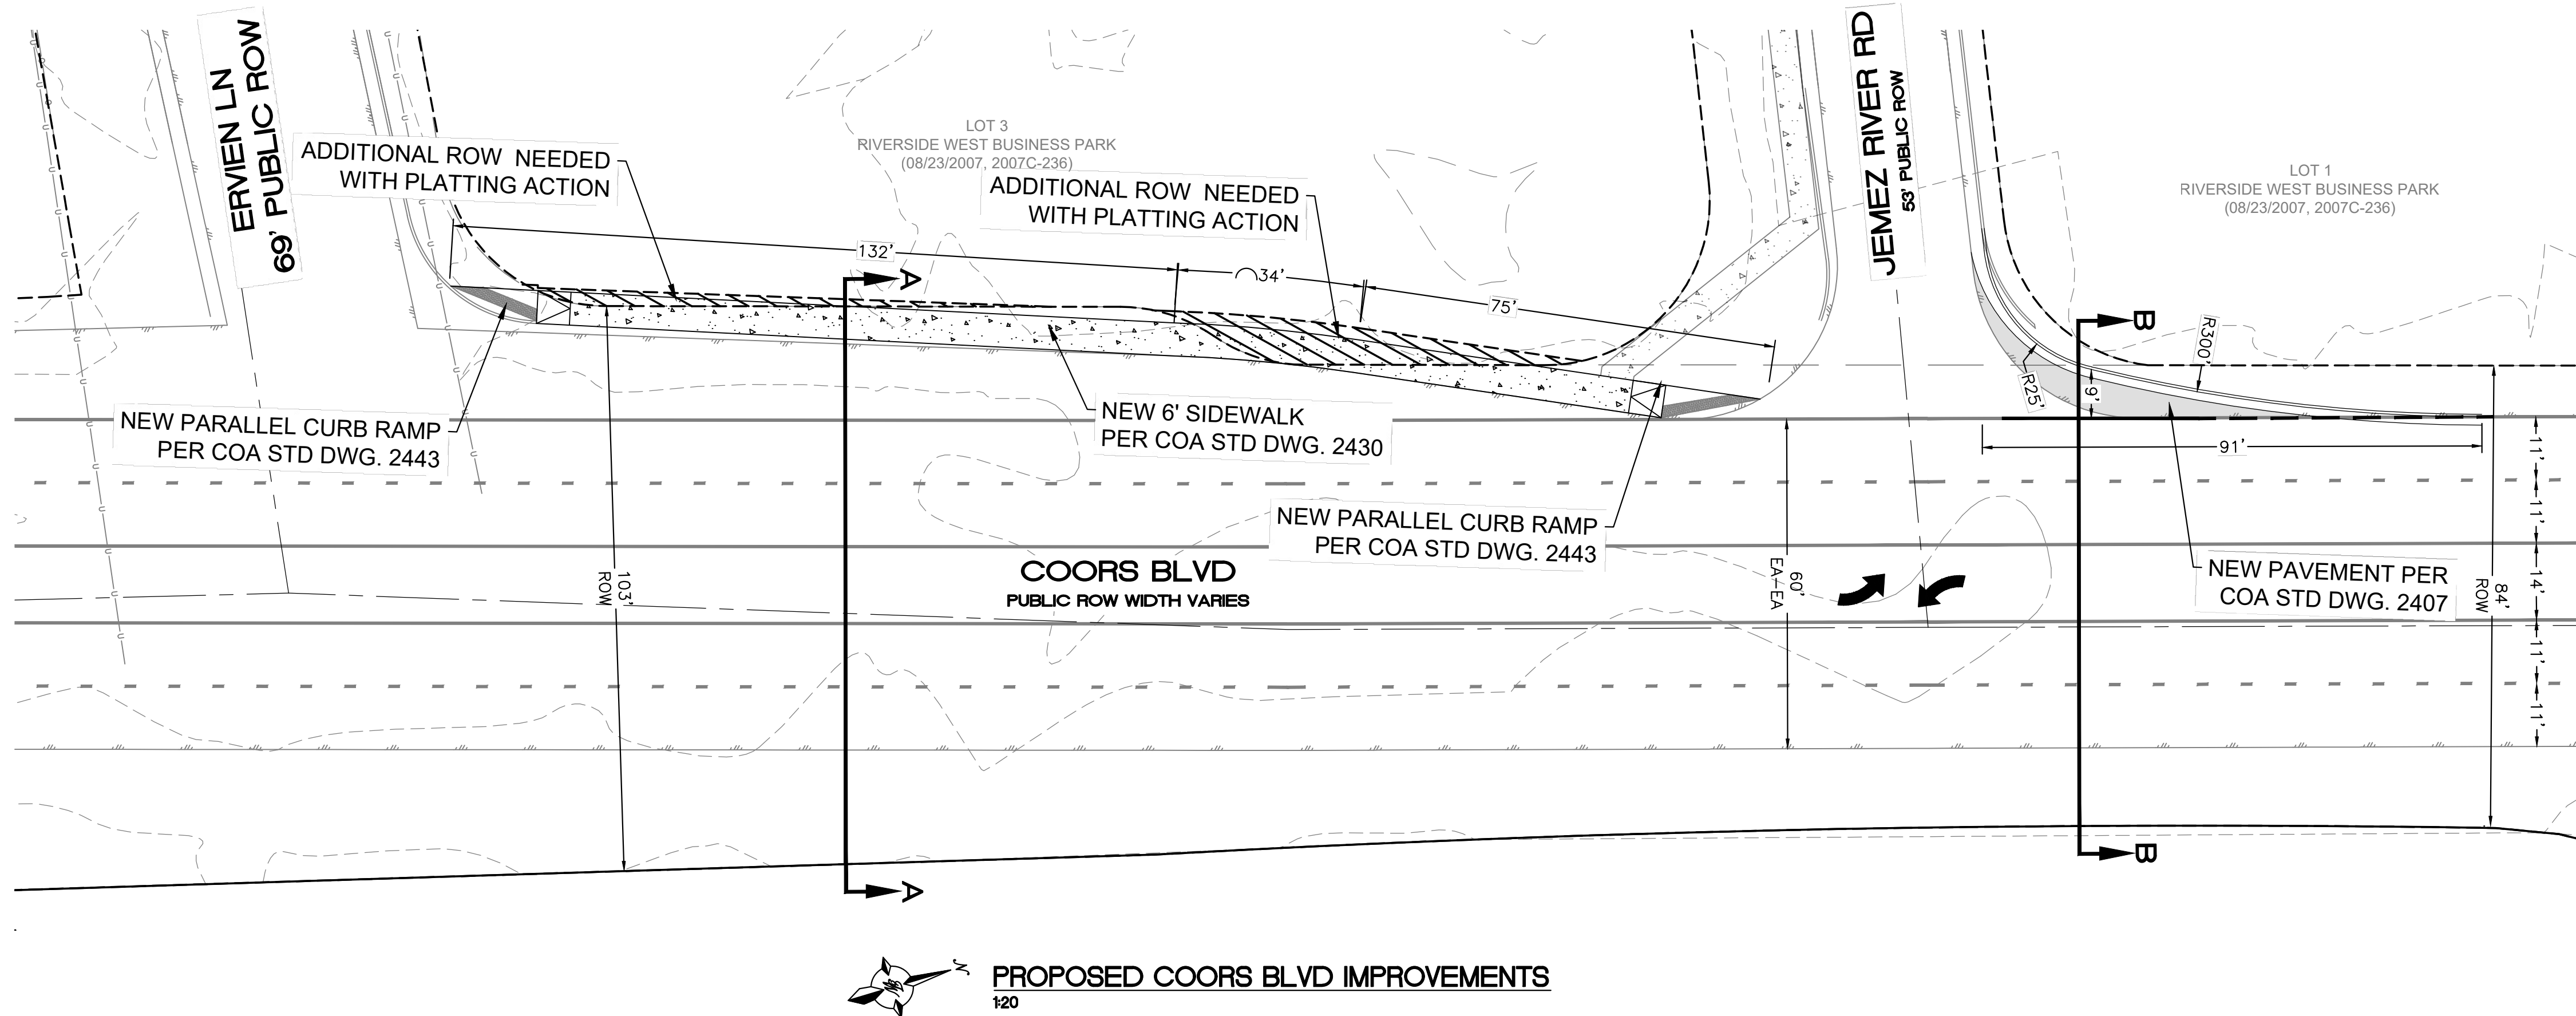 ERVIEN LN
69' PUBLIC ROW
ADDITIONAL ROW NEEDED
WITH PLATTING ACTION
LOT 3
RIVERSIDE WEST BUSINESS PARK
(08/23/2007, 2007C-236)
ADDITIONAL ROW NEEDED
WITH PLATTING ACTION
JEMEZ RIVER RD
53' PUBLIC ROW
LOT 1
RIVERSIDE WEST BUSINESS PARK
(08/23/2007, 2007C-236)
132'
34'
75'
A
B
R300'
R25'
9'
NEW PARALLEL CURB RAMP
PER COA STD DWG. 2443
NEW 6' SIDEWALK
PER COA STD DWG. 2430
91'
11'
11'
14'
11'
11'
NEW PARALLEL CURB RAMP
PER COA STD DWG. 2443
103'
ROW
COORS BLVD
PUBLIC ROW WIDTH VARIES
60'
EA-EA
NEW PAVEMENT PER
COA STD DWG. 2407
84'
ROW
A
B
N
PROPOSED COORS BLVD IMPROVEMENTS
1:20